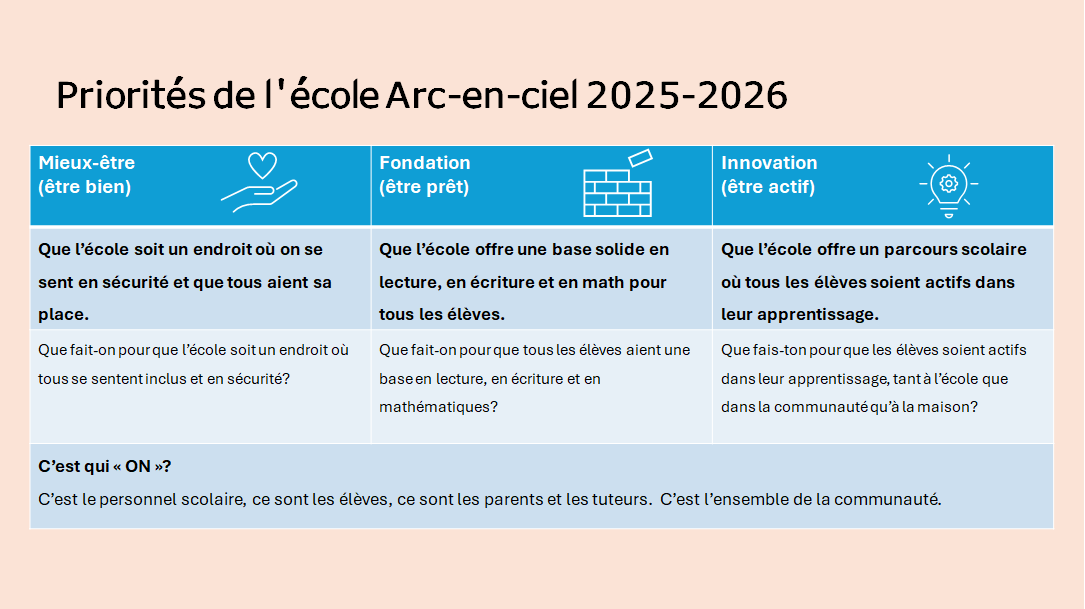 Priorités de l'école Arc-en-ciel 2025-2026
Mieux-être
(être bien)
Fondation
(être prêt)
Innovation
(être actif)
Que l’école soit un endroit où on se
sent en sécurité et que tous aient sa
place.
Que l’école offre une base solide en
lecture, en écriture et en math pour
tous les élèves.
Que l’école offre un parcours scolaire
où tous les élèves soient actifs dans
leur apprentissage.
Que fait-on pour que l’école soit un endroit où
tous se sentent inclus et en sécurité?
Que fait-on pour que tous les élèves aient une
base en lecture, en écriture et en
mathématiques?
Que fais-ton pour que les élèves soient actifs
dans leur apprentissage, tant à l’école que
dans la communauté qu’à la maison?
C’est qui « ON »?
C’est le personnel scolaire, ce sont les élèves, ce sont les parents et les tuteurs.  C’est l’ensemble de la communauté.